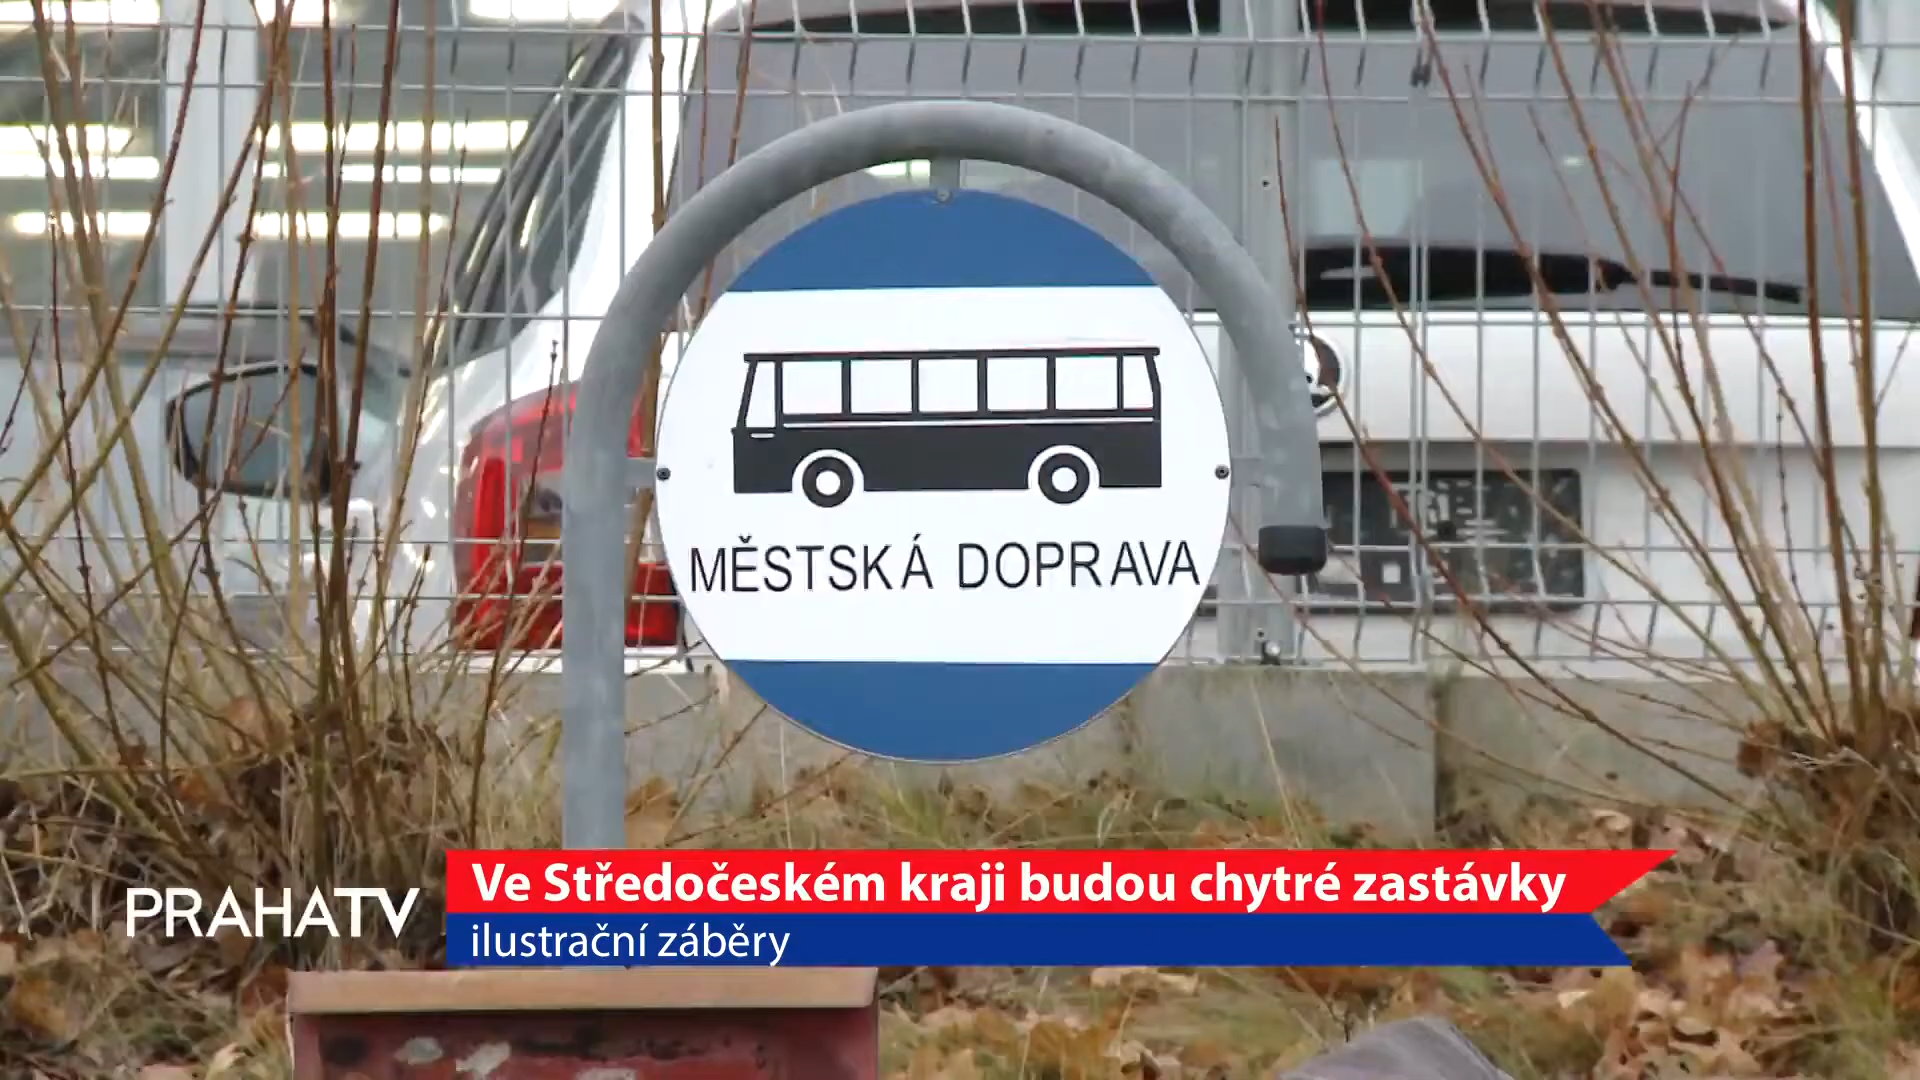 MĚSTSKÁ DOPRAVA
PRAHATV
Ve Středočeském kraji budou chytré zastávky
ilustrační záběry